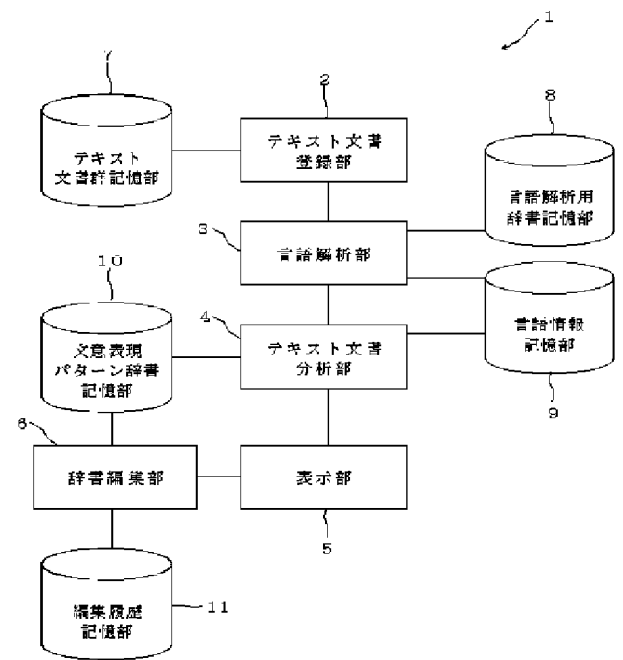 1
7
2
8
テキスト
文書群記憶部
テキスト文書
登録部
言語解析用
辞書記憶部
3
言語解析部
10
4
文意表現
パターン辞書
記憶部
テキスト文書
分析部
言語情報
記憶部
9
6
辞書編集部
表示部
5
編集履歴
記憶部
11